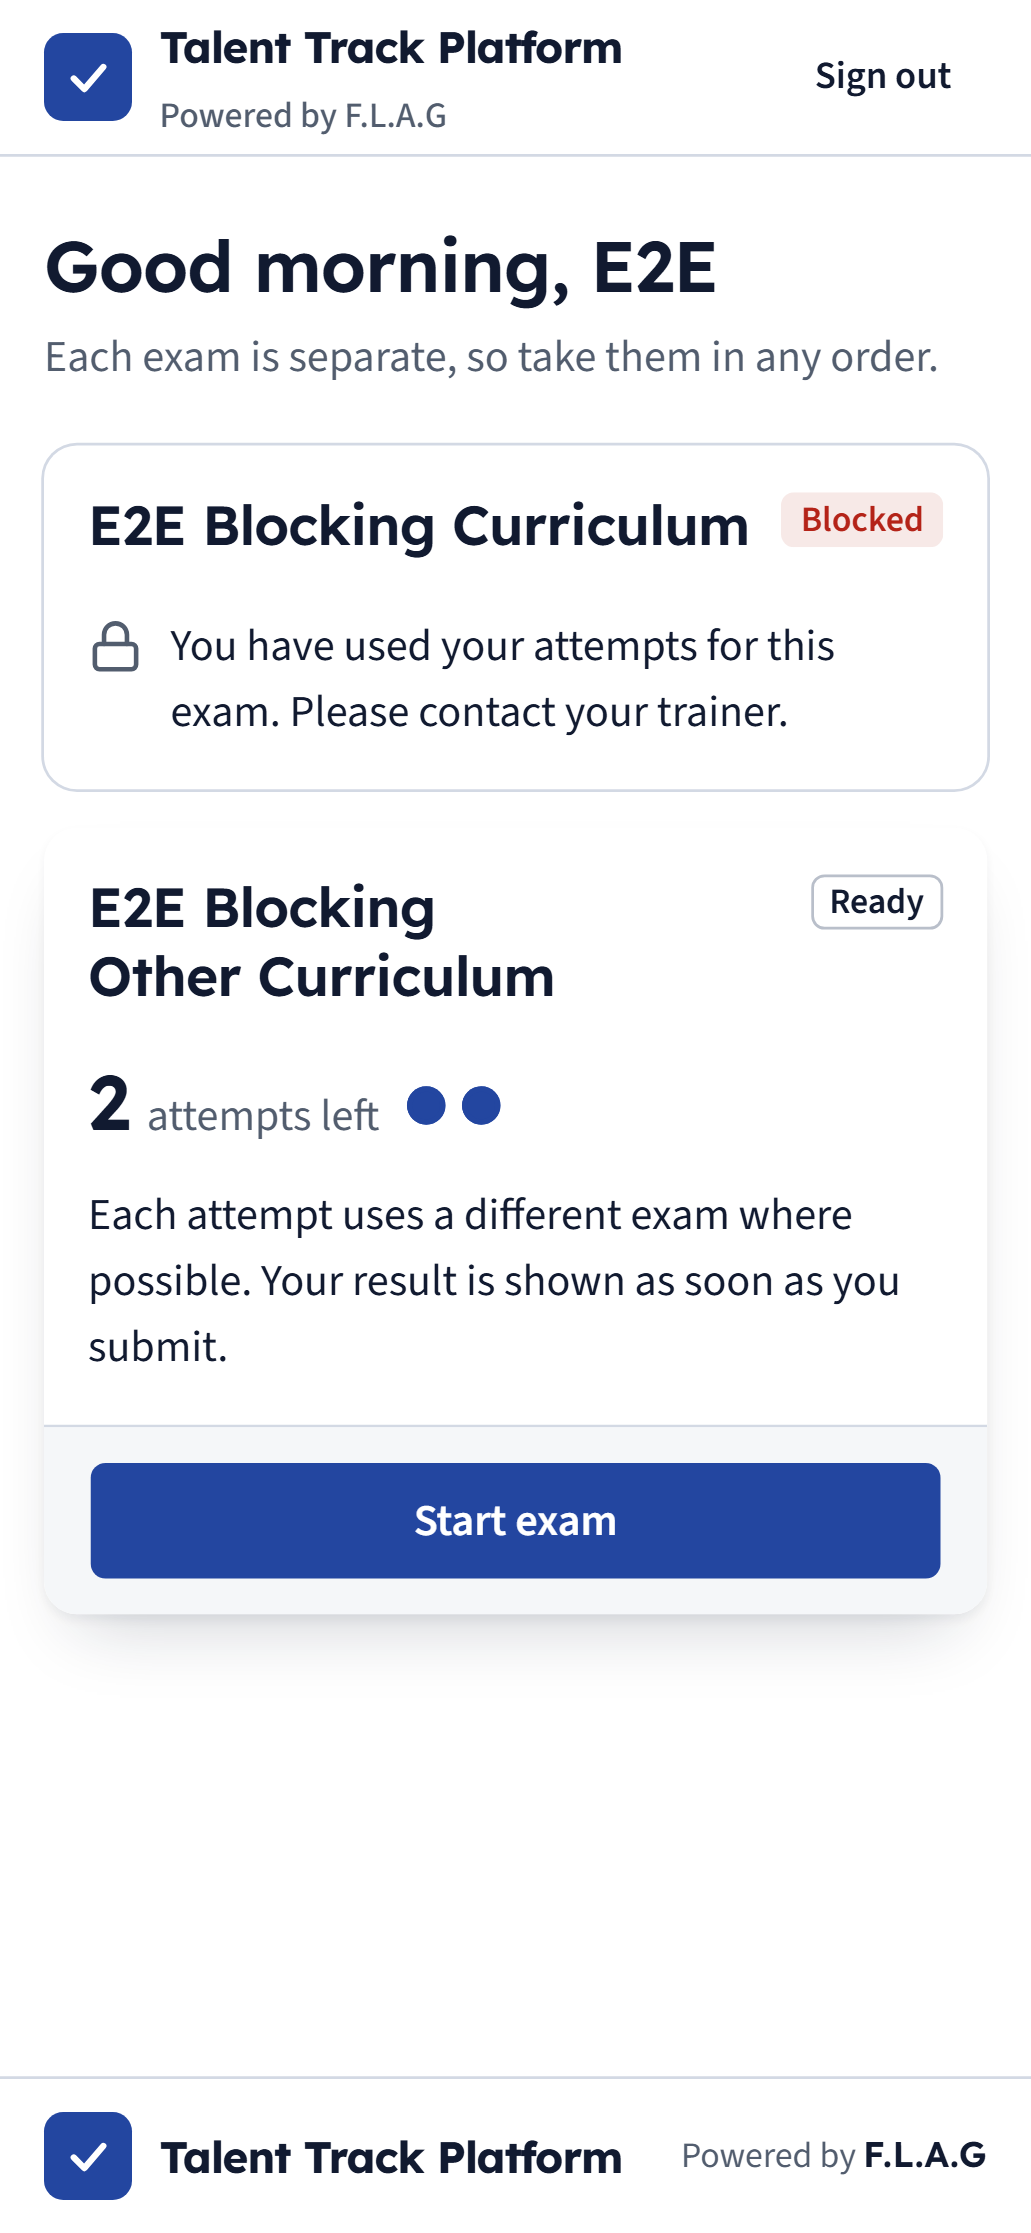 Talent Track Platform
Powered by F.L.A.G
Sign out
Good morning, E2E
Each exam is separate, so take them in any order.
E2E Blocking Curriculum
Blocked
You have used your attempts for this
exam. Please contact your trainer.
E2E Blocking
Other Curriculum
Ready
2 attempts left
Each attempt uses a different exam where
possible. Your result is shown as soon as you
submit.
Start exam
Talent Track Platform
Powered by F.L.A.G